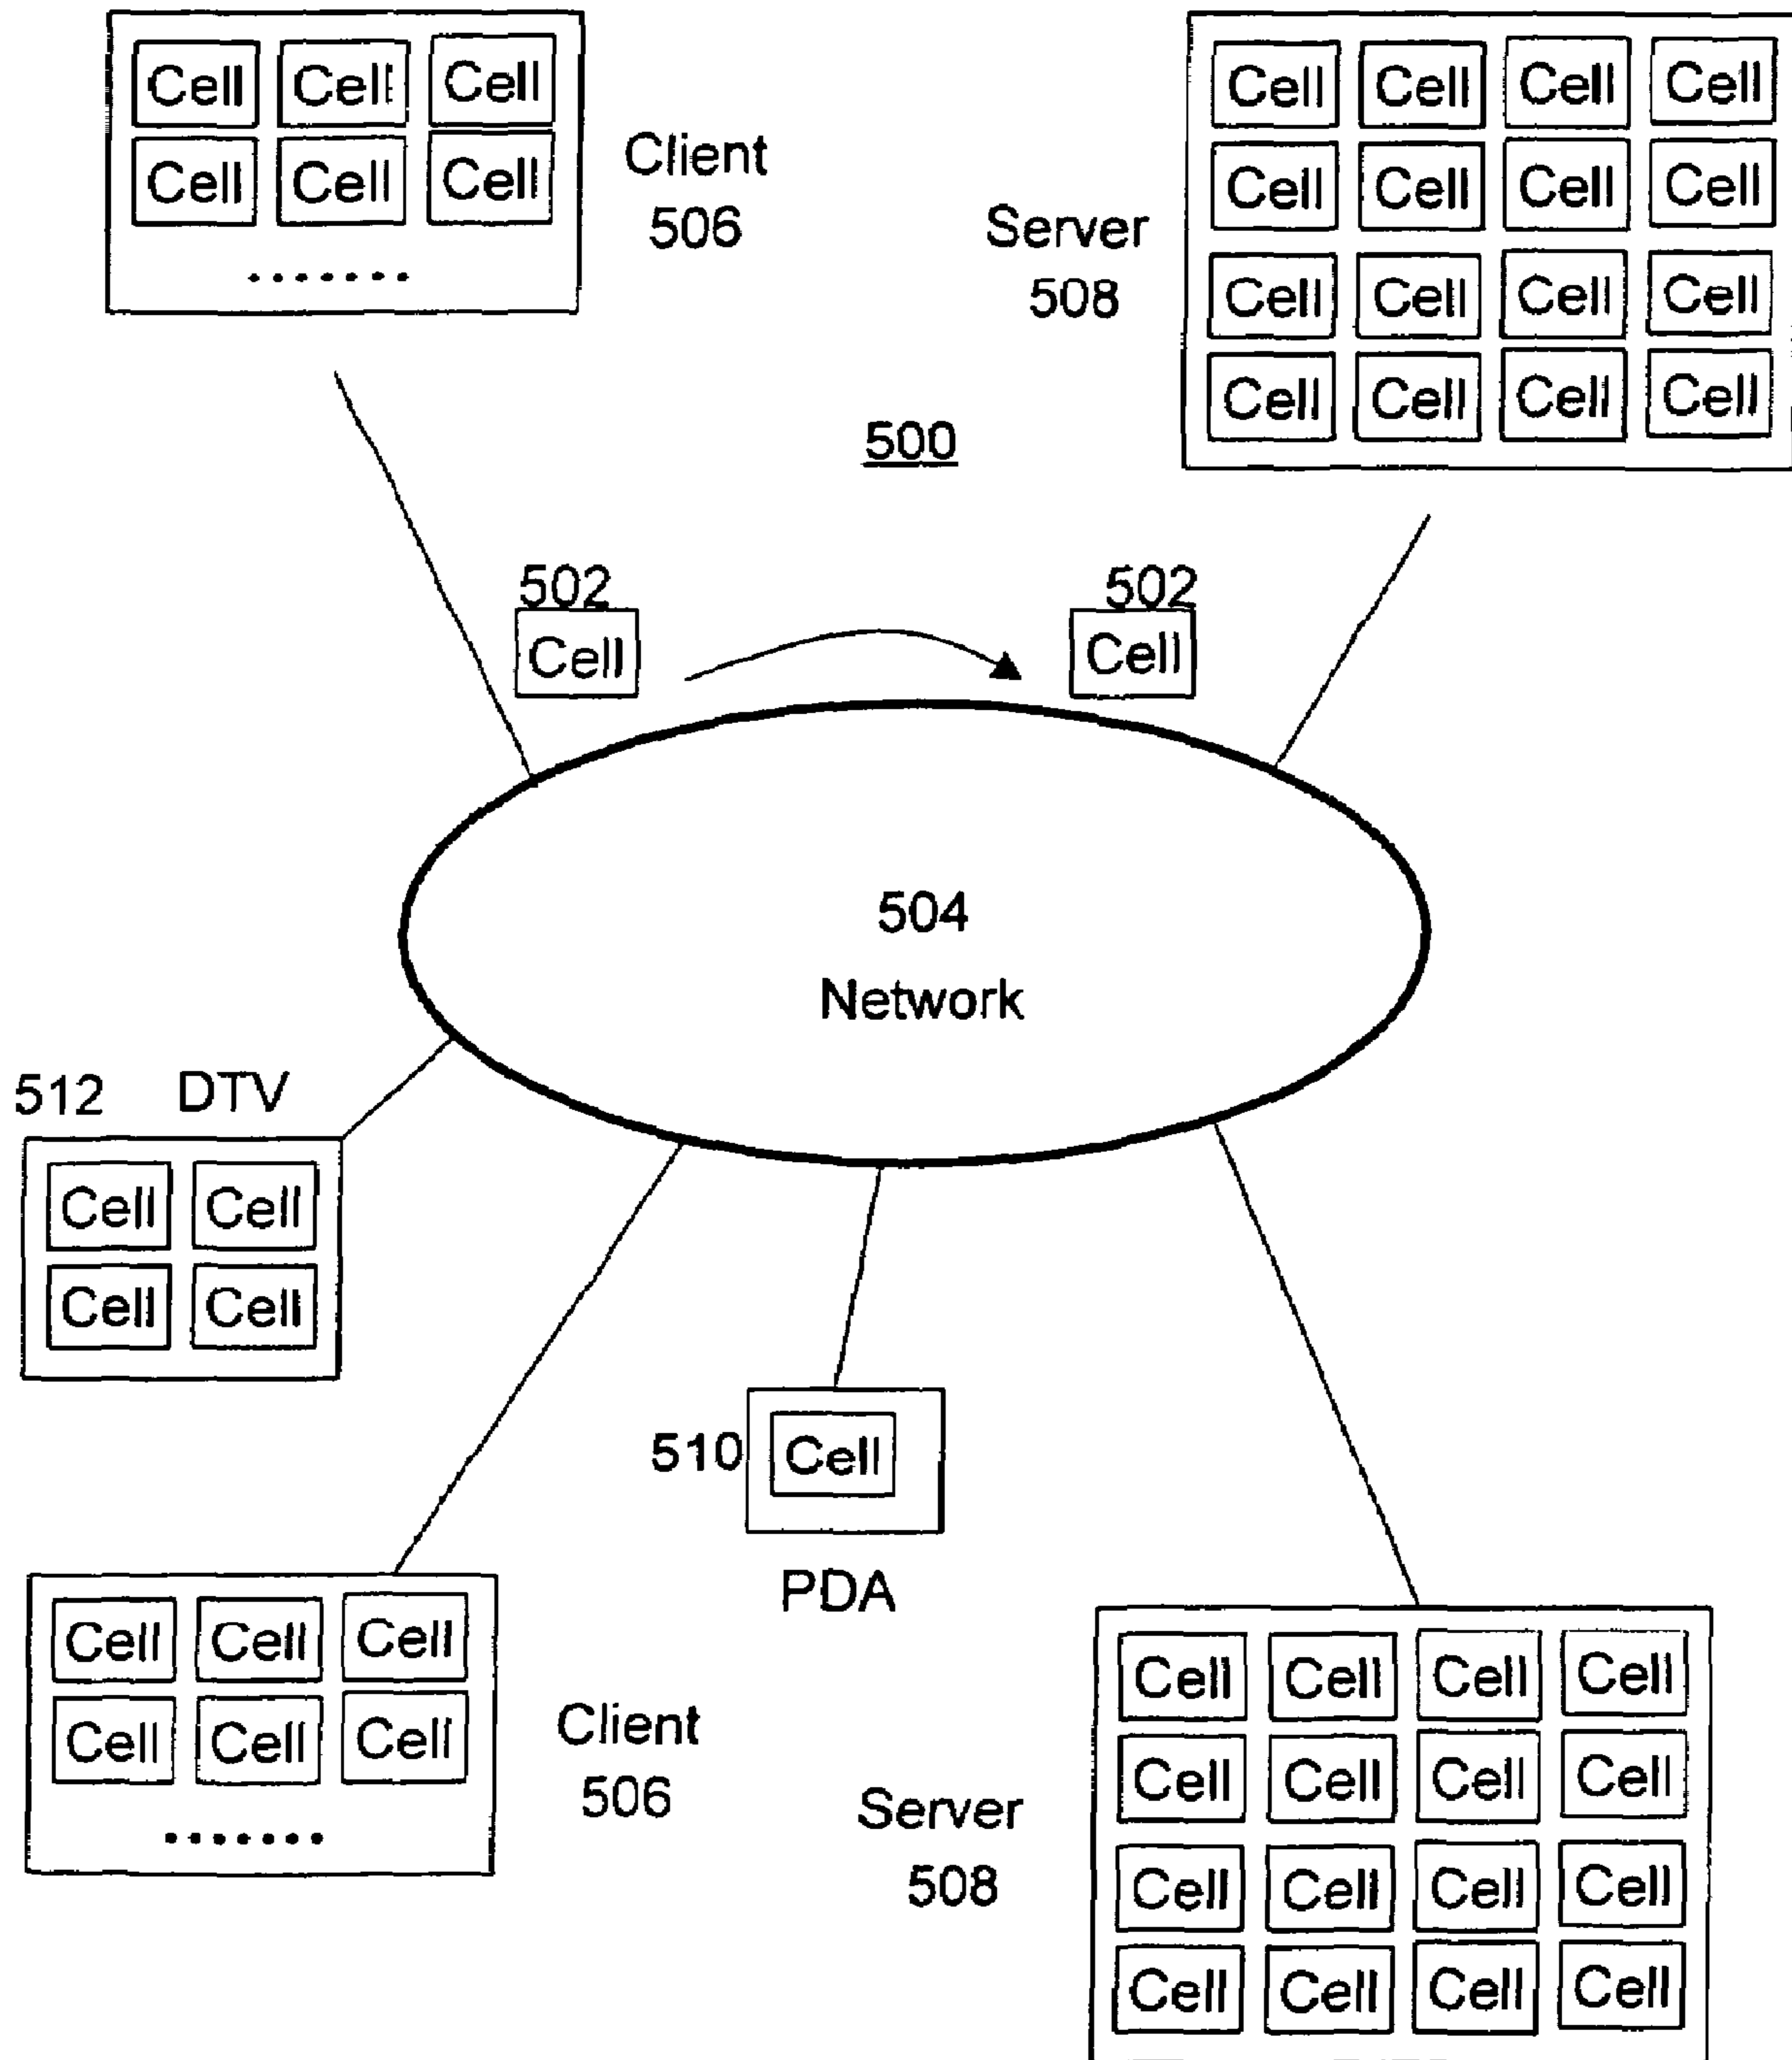 Cell Cell Cell
Cell Cell Cell
.......
Client
506
Server
508
Cell Cell Cell Cell
Cell Cell Cell Cell
Cell Cell Cell Cell
Cell Cell Cell Cell
500
502
Cell
502
Cell
504
Network
512 DTV
Cell Cell
Cell Cell
510
Cell
PDA
Cell Cell Cell
Cell Cell Cell
.......
Client
506
Server
508
Cell Cell Cell Cell
Cell Cell Cell Cell
Cell Cell Cell Cell
Cell Cell Cell Cell